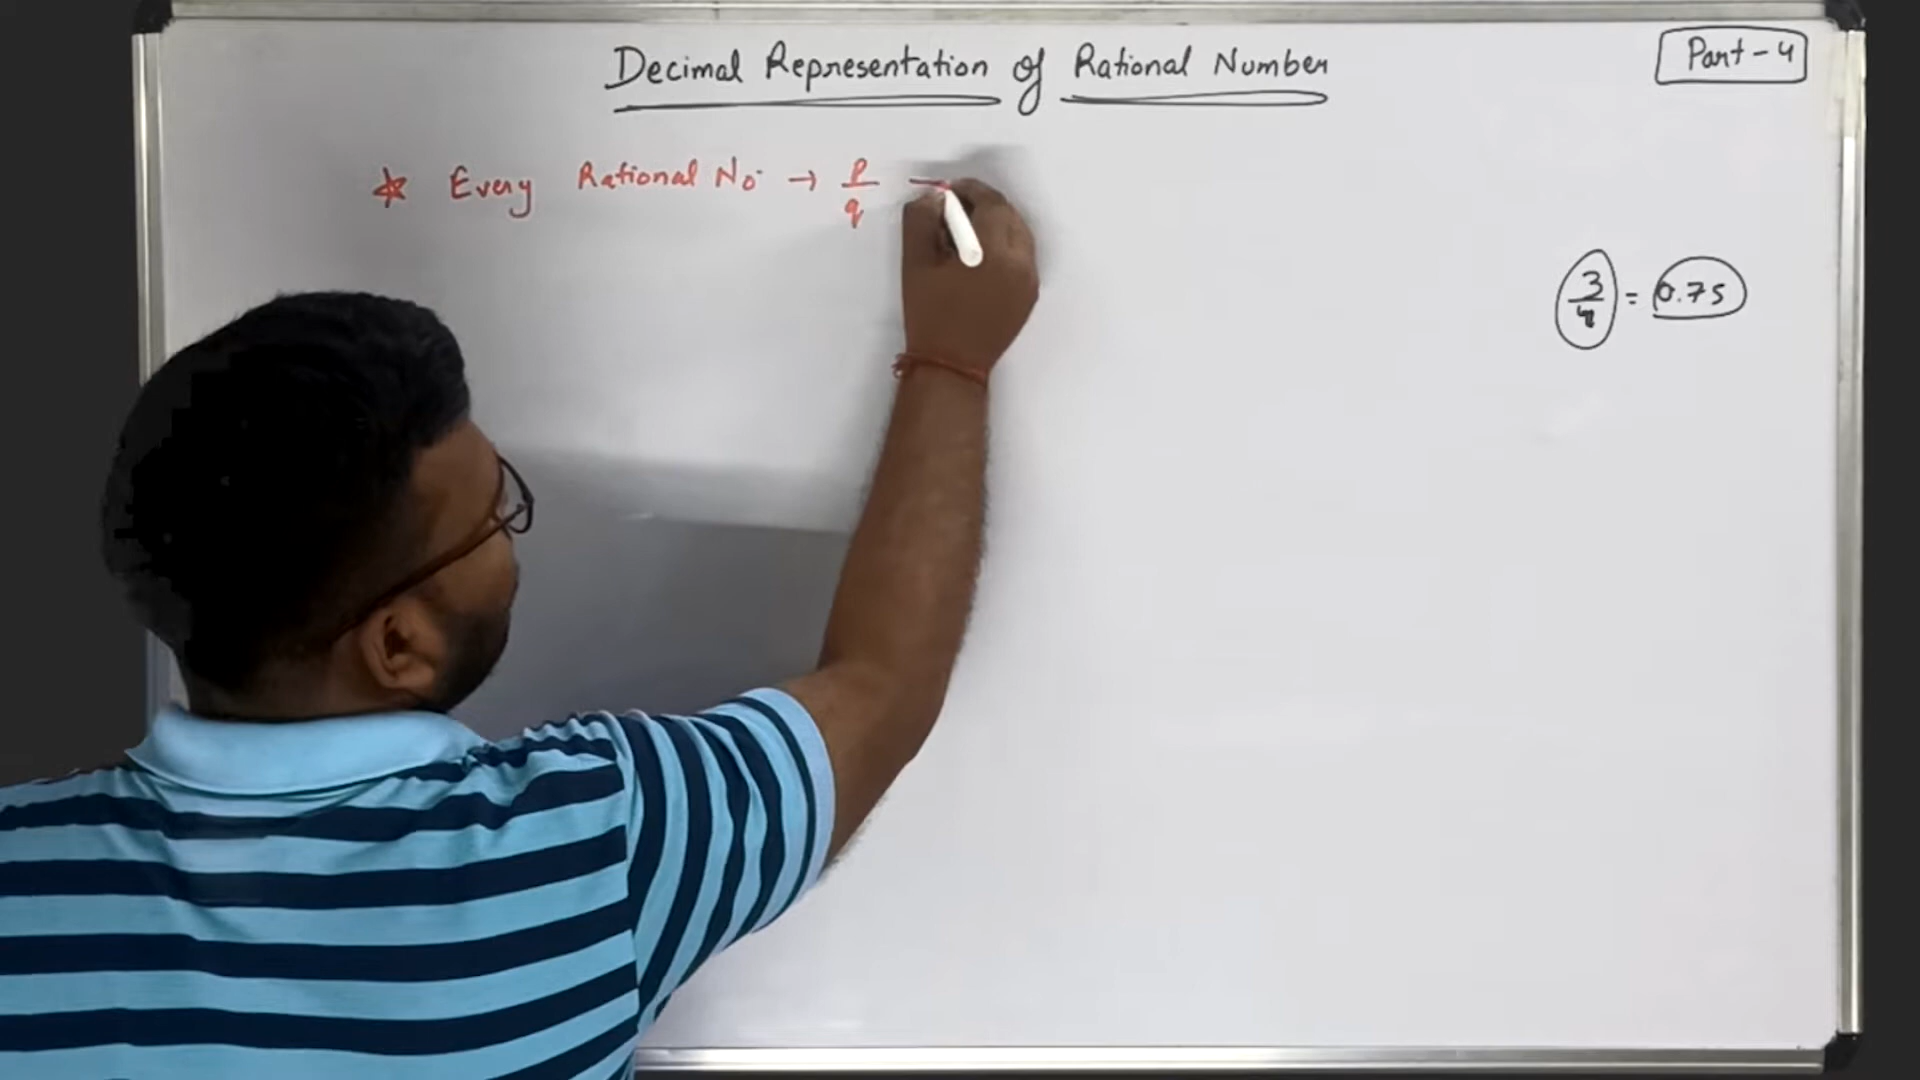 Decimal Representation of Rational Number
Part-4
* Every Rational No. → p/q —
3/4 = 0.75